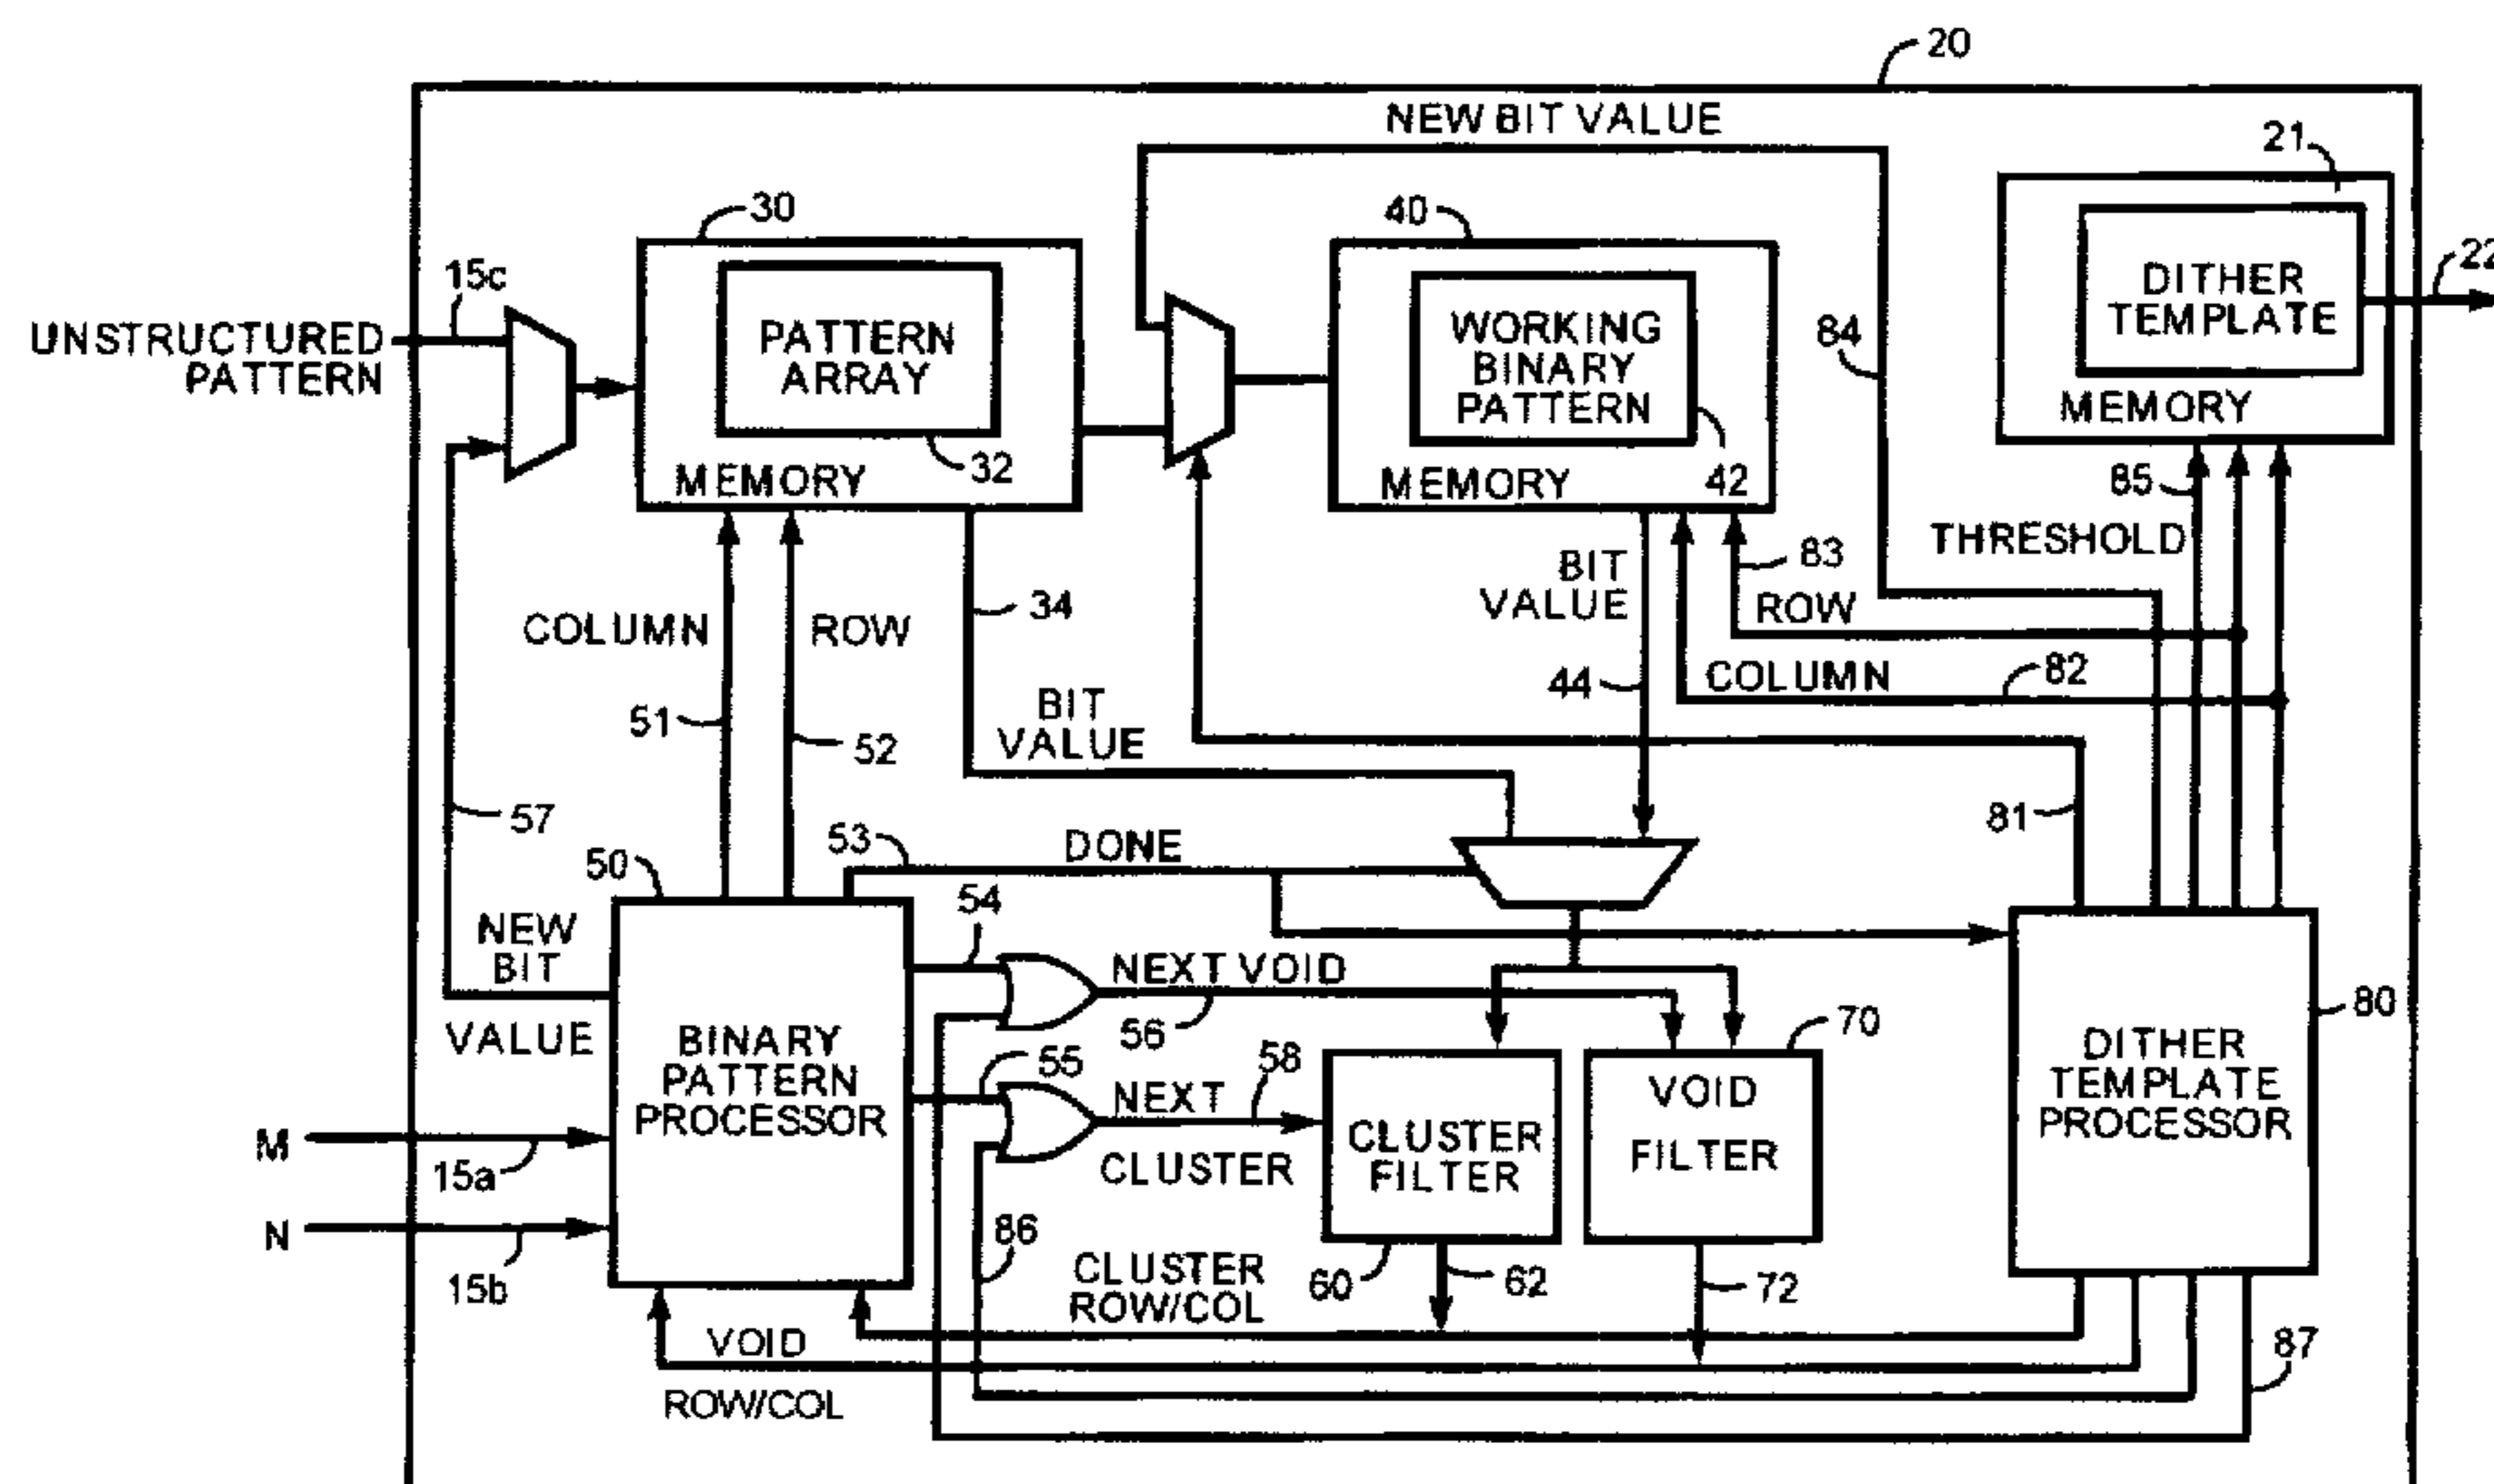 20
NEW BIT VALUE
21
30
40
15c
22
DITHER
TEMPLATE
UNSTRUCTURED
PATTERN
PATTERN
ARRAY
WORKING
BINARY
PATTERN
84
MEMORY
32
MEMORY
42
MEMORY
85
THRESHOLD
BIT
VALUE
83
ROW
COLUMN
ROW
34
44
COLUMN
82
51
52
BIT
VALUE
57
53
DONE
81
50
54
NEW
BIT
VALUE
NEXT VOID
56
70
80
BINARY
PATTERN
PROCESSOR
55
NEXT
CLUSTER
58
CLUSTER
FILTER
VOID
FILTER
DITHER
TEMPLATE
PROCESSOR
M
15a
N
15b
86
CLUSTER
ROW/COL
60
62
72
VOID
ROW/COL
87